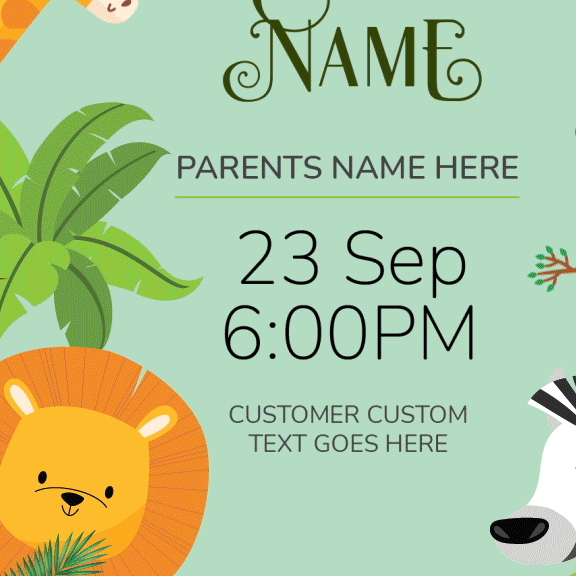 NAME
PARENTS NAME HERE
23 Sep
6:00PM
CUSTOMER CUSTOM
TEXT GOES HERE